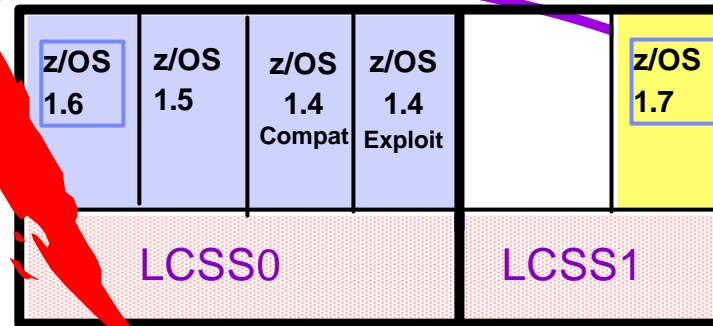 z/OS
1.6
z/OS
1.5
z/OS
1.4
Compat
z/OS
1.4
Exploit
z/OS
1.7
LCSS0
LCSS1